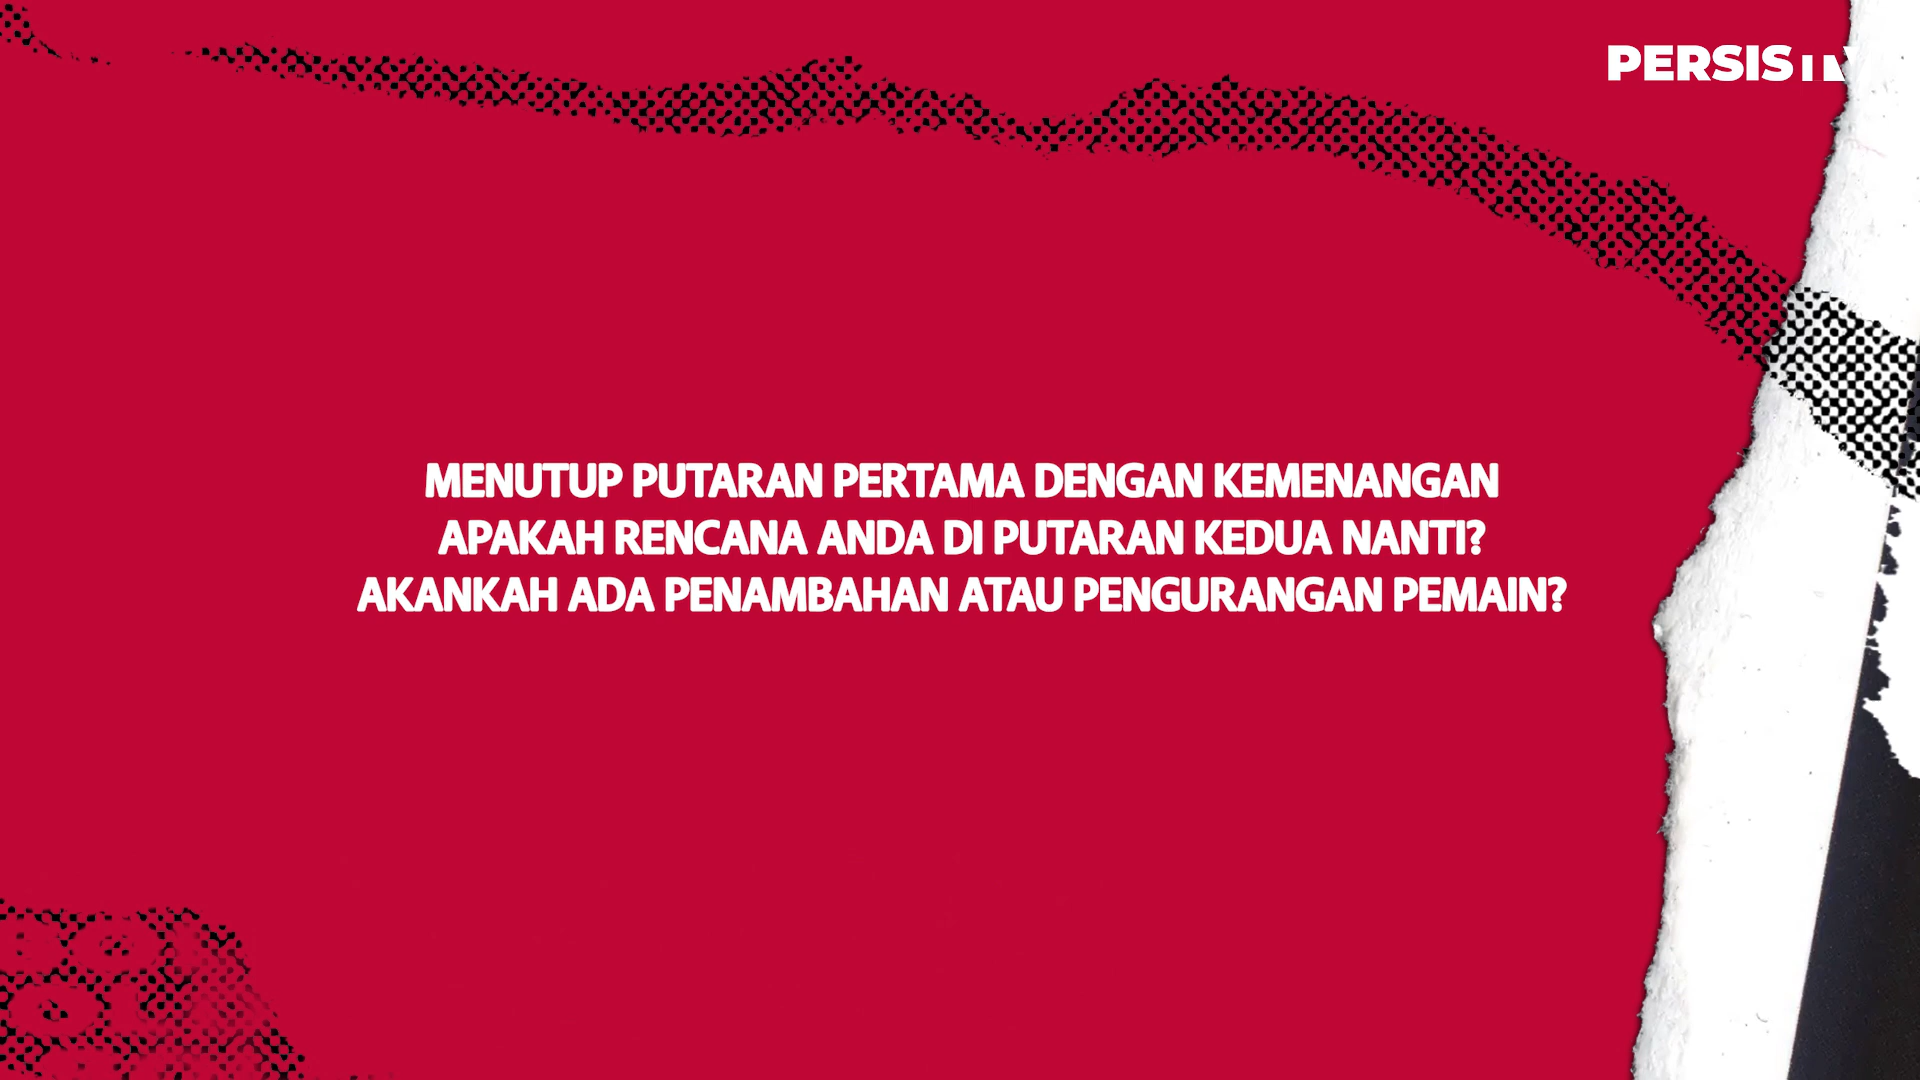 PERSIS TV
MENUTUP PUTARAN PERTAMA DENGAN KEMENANGAN
APAKAH RENCANA ANDA DI PUTARAN KEDUA NANTI?
AKANKAH ADA PENAMBAHAN ATAU PENGURANGAN PEMAIN?